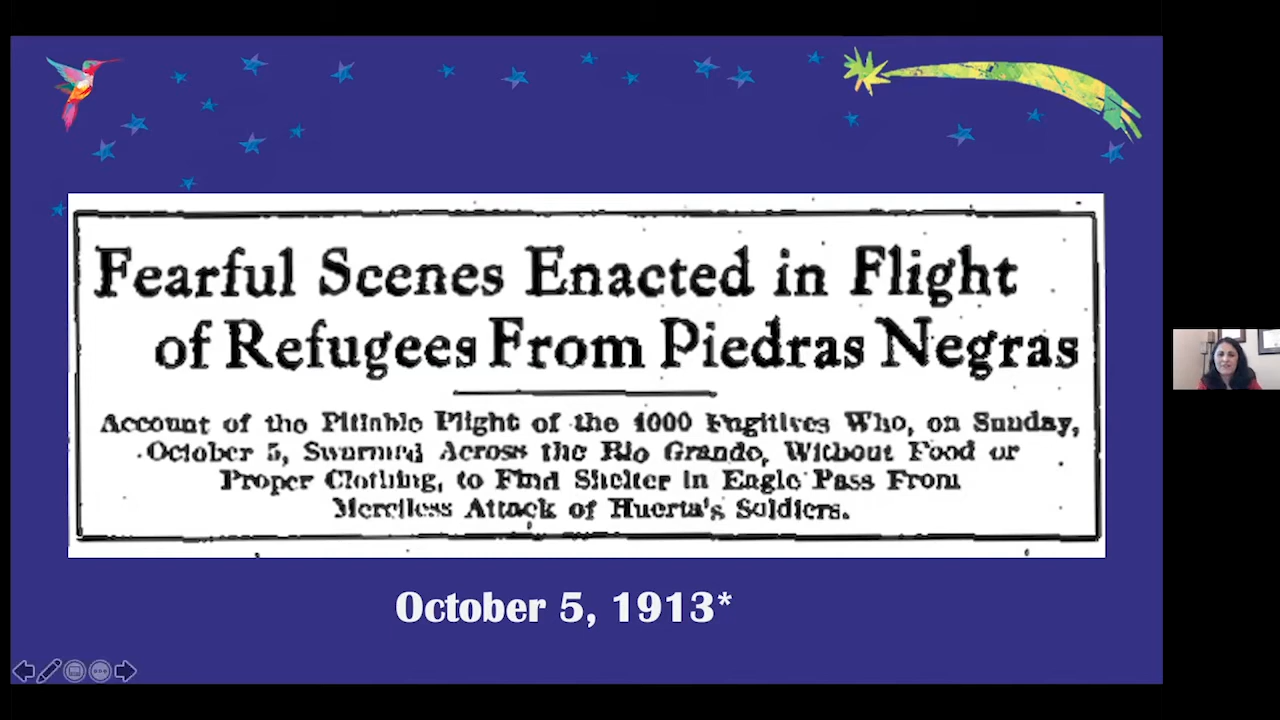 Fearful Scenes Enacted in Flight
of Refugees From Piedras Negras
Account of the Pitiable Plight of the 4000 Fugitives Who, on Sunday,
October 5, Swarmed Across the Rio Grande, Without Food or
Proper Clothing, to Find Shelter in Eagle Pass From
Merciless Attack of Huerta's Soldiers.
October 5, 1913*